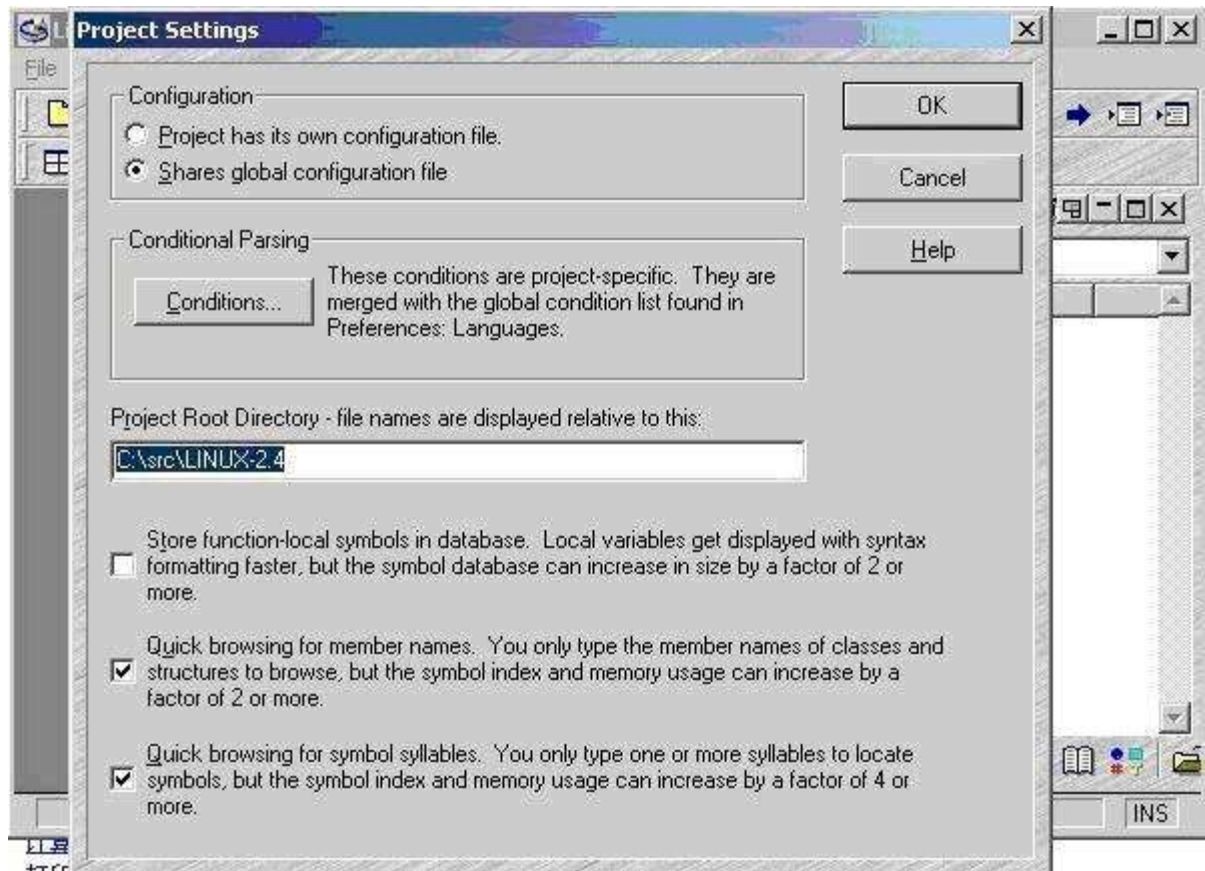 Project Settings
File
Configuration
Project has its own configuration file.
Shares global configuration file
OK
Cancel
Help
Conditional Parsing
Conditions...
These conditions are project-specific. They are
merged with the global condition list found in
Preferences: Languages.
Project Root Directory - file names are displayed relative to this:
C:\src\LINUX-2.4
Store function-local symbols in database. Local variables get displayed with syntax
formatting faster, but the symbol database can increase in size by a factor of 2 or
more.
Quick browsing for member names. You only type the member names of classes and
structures to browse, but the symbol index and memory usage can increase by a
factor of 2 or more.
Quick browsing for symbol syllables. You only type one or more syllables to locate
symbols, but the symbol index and memory usage can increase by a factor of 4 or
more.
INS